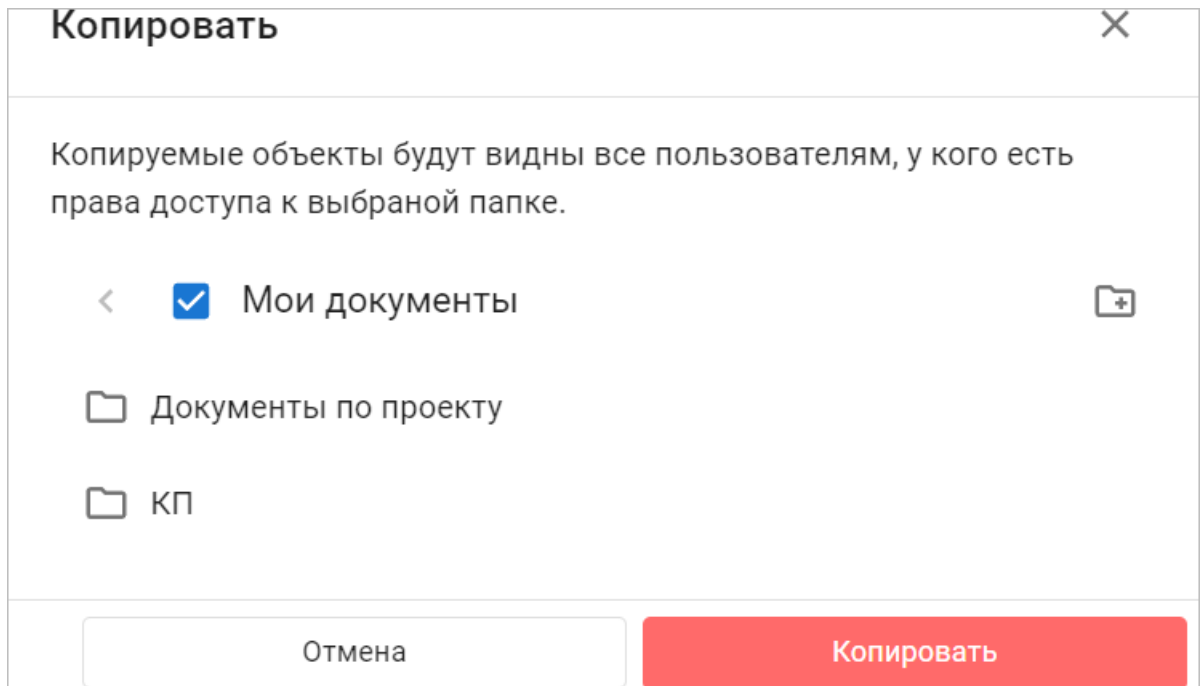 Копировать
Копируемые объекты будут видны все пользователям, у кого есть
права доступа к выбраной папке.
Мои документы
Документы по проекту
КП
Отмена
Копировать